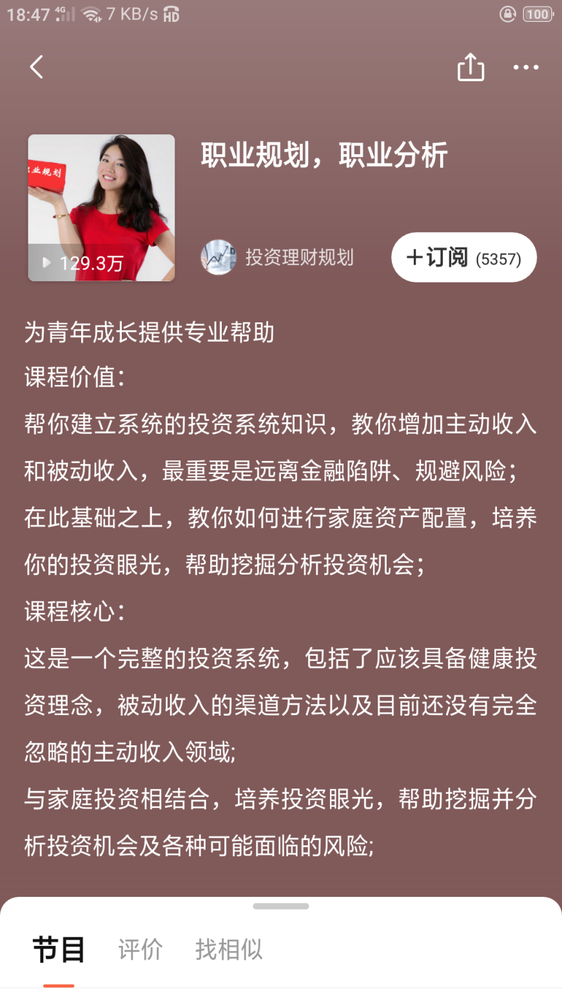 18:47 4G 7 KB/s HD 100
职业规划，职业分析
业规划
129.3万
投资理财规划
+订阅 (5357)
为青年成长提供专业帮助
课程价值：
帮你建立系统的投资系统知识，教你增加主动收入
和被动收入，最重要是远离金融陷阱、规避风险；
在此基础之上，教你如何进行家庭资产配置，培养
你的投资眼光，帮助挖掘分析投资机会；
课程核心：
这是一个完整的投资系统，包括了应该具备健康投
资理念，被动收入的渠道方法以及目前还没有完全
忽略的主动收入领域;
与家庭投资相结合，培养投资眼光，帮助挖掘并分
析投资机会及各种可能面临的风险;
节目 评价 找相似